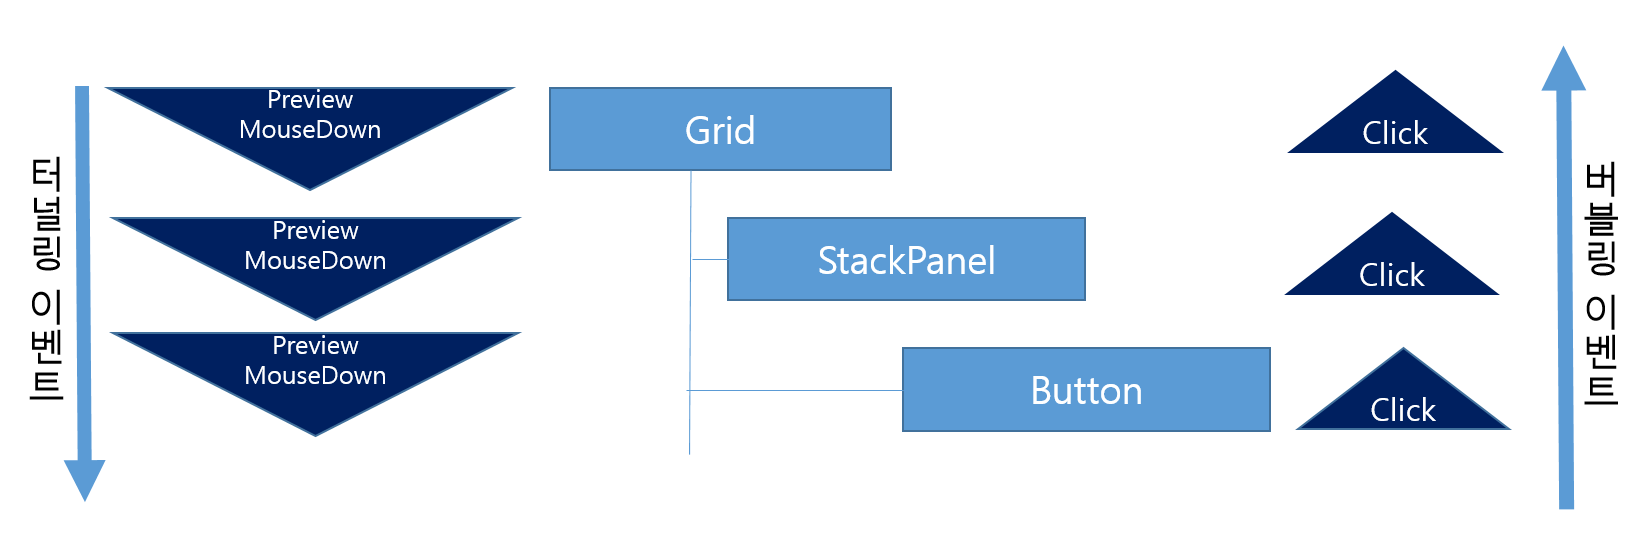 터널링 이벤트
Preview
MouseDown
Grid
Click
Preview
MouseDown
StackPanel
Click
Preview
MouseDown
Button
Click
버블링 이벤트